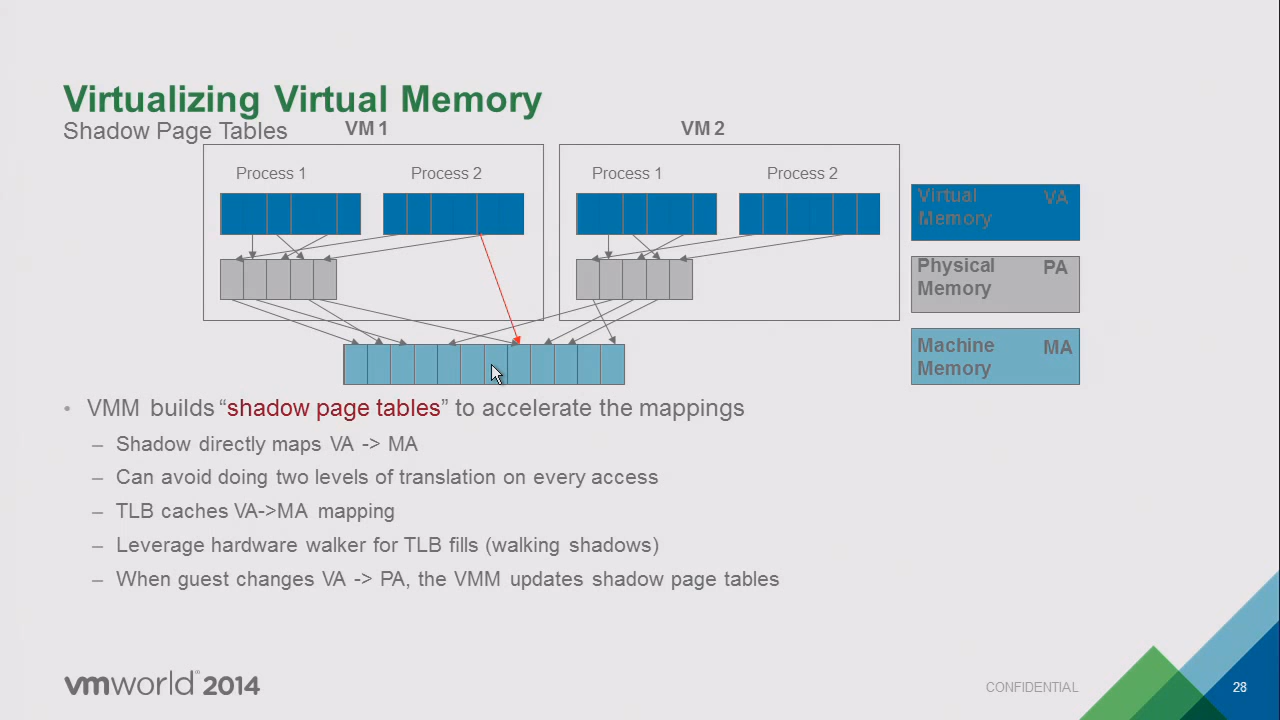 Virtualizing Virtual Memory
Shadow Page Tables
VM 1
VM 2
Process 1
Process 2
Process 1
Process 2
Virtual Memory VA
Physical Memory PA
Machine Memory MA
• VMM builds “shadow page tables” to accelerate the mappings
– Shadow directly maps VA -> MA
– Can avoid doing two levels of translation on every access
– TLB caches VA->MA mapping
– Leverage hardware walker for TLB fills (walking shadows)
– When guest changes VA -> PA, the VMM updates shadow page tables
vmworld® 2014
CONFIDENTIAL
28